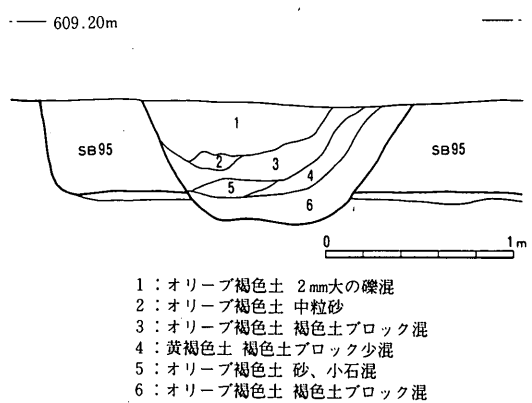 609.20m
1
SB95
2
3
SB95
4
5
6
0 1m
1：オリーブ褐色土 2mm大の礫混
2：オリーブ褐色土 中粒砂
3：オリーブ褐色土 褐色土ブロック混
4：黄褐色土 褐色土ブロック少混
5：オリーブ褐色土 砂、小石混
6：オリーブ褐色土 褐色土ブロック混